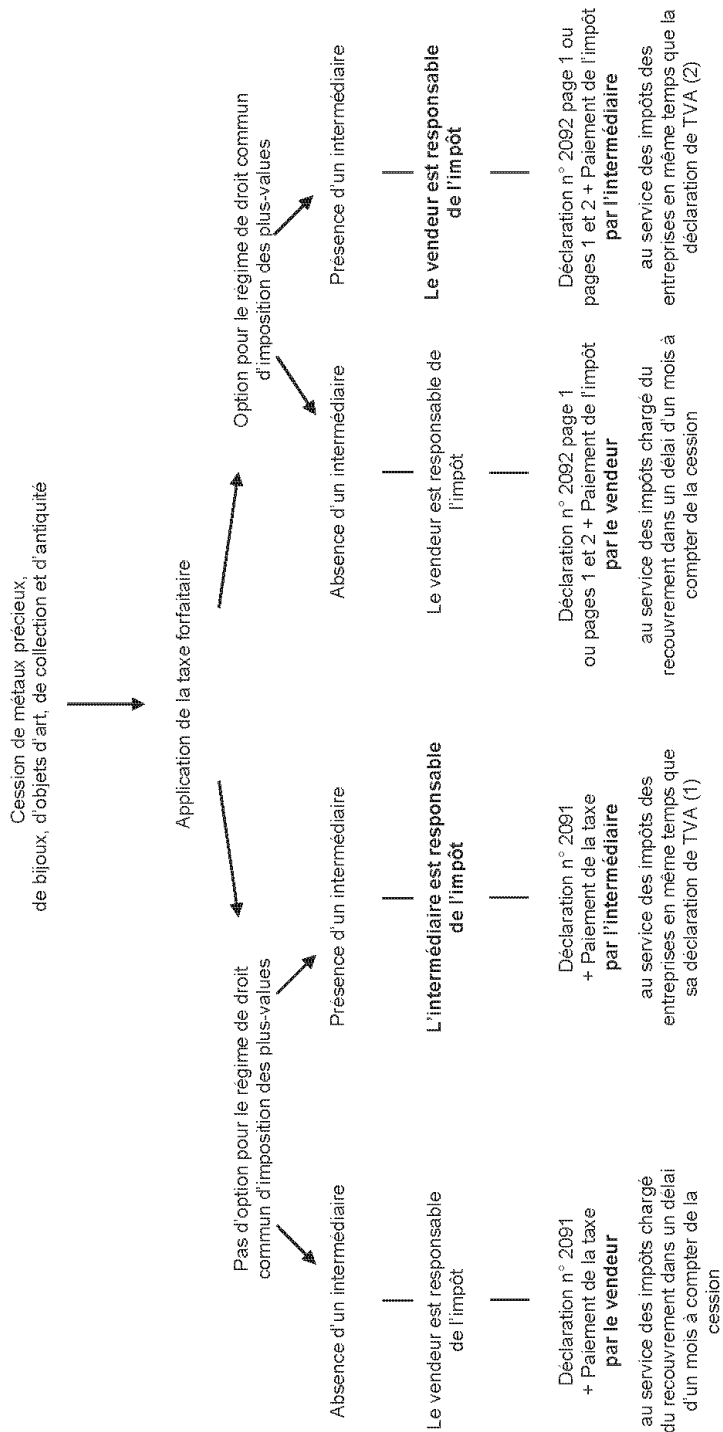 Cession de métaux précieux,
de bijoux, d'objets d'art, de collection et d'antiquité
Application de la taxe forfaitaire
Pas d'option pour le régime de droit
commun d'imposition des plus-values
Option pour le régime de droit commun
d'imposition des plus-values
Absence d'un intermédiaire
Présence d'un intermédiaire
Absence d'un intermédiaire
Présence d'un intermédiaire
Le vendeur est responsable
de l'impôt
L'intermédiaire est responsable
de l'impôt
Le vendeur est responsable de
l'impôt
Le vendeur est responsable
de l'impôt
Déclaration n° 2091
+ Paiement de la taxe
par le vendeur
au service des impôts chargé
du recouvrement dans un délai
d'un mois à compter de la
cession
Déclaration n° 2091
+ Paiement de la taxe
par l'intermédiaire
au service des impôts des
entreprises en même temps que
sa déclaration de TVA (1)
Déclaration n° 2092 page 1
ou pages 1 et 2 + Paiement de l'impôt
par le vendeur
au service des impôts chargé du
recouvrement dans un délai d'un mois à
compter de la cession
Déclaration n° 2092 page 1 ou
pages 1 et 2 + Paiement de l'impôt
par l'intermédiaire
au service des impôts des
entreprises en même temps que la
déclaration de TVA (2)